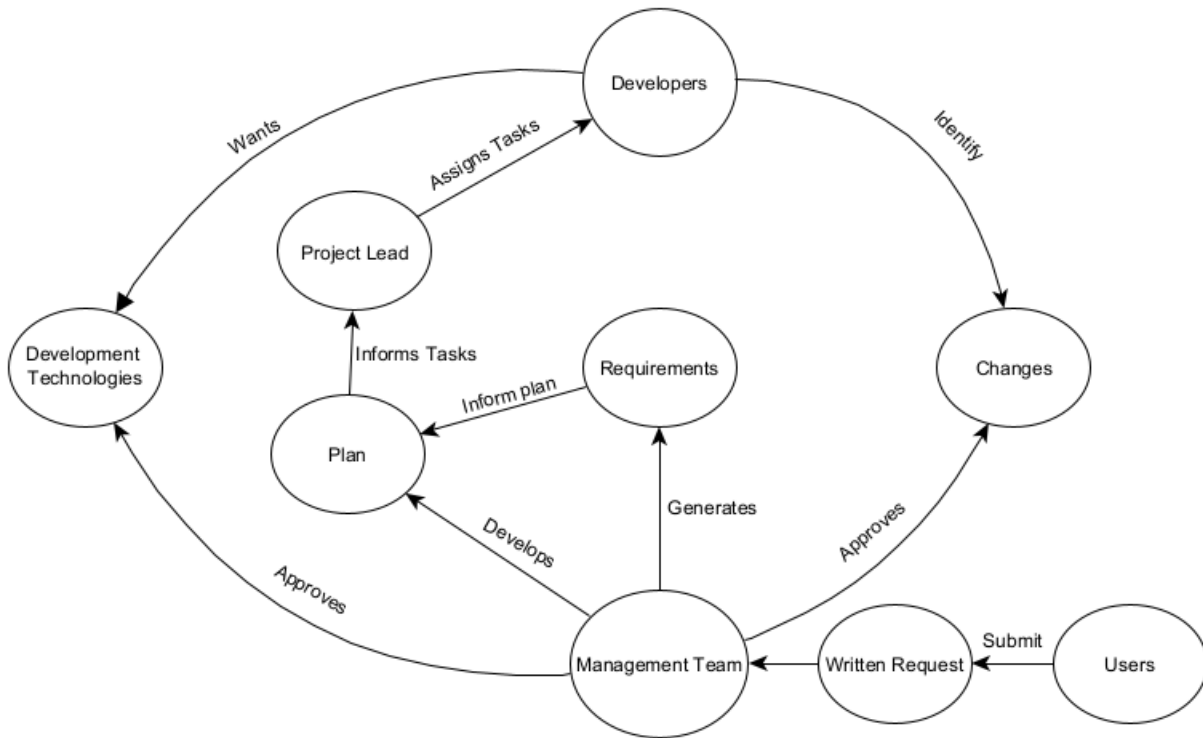 Developers
Wants
Identify
Assigns Tasks
Project Lead
Development
Technologies
Informs Tasks
Requirements
Changes
Inform plan
Plan
Generates
Develops
Approves
Approves
Submit
Management Team
Written Request
Users